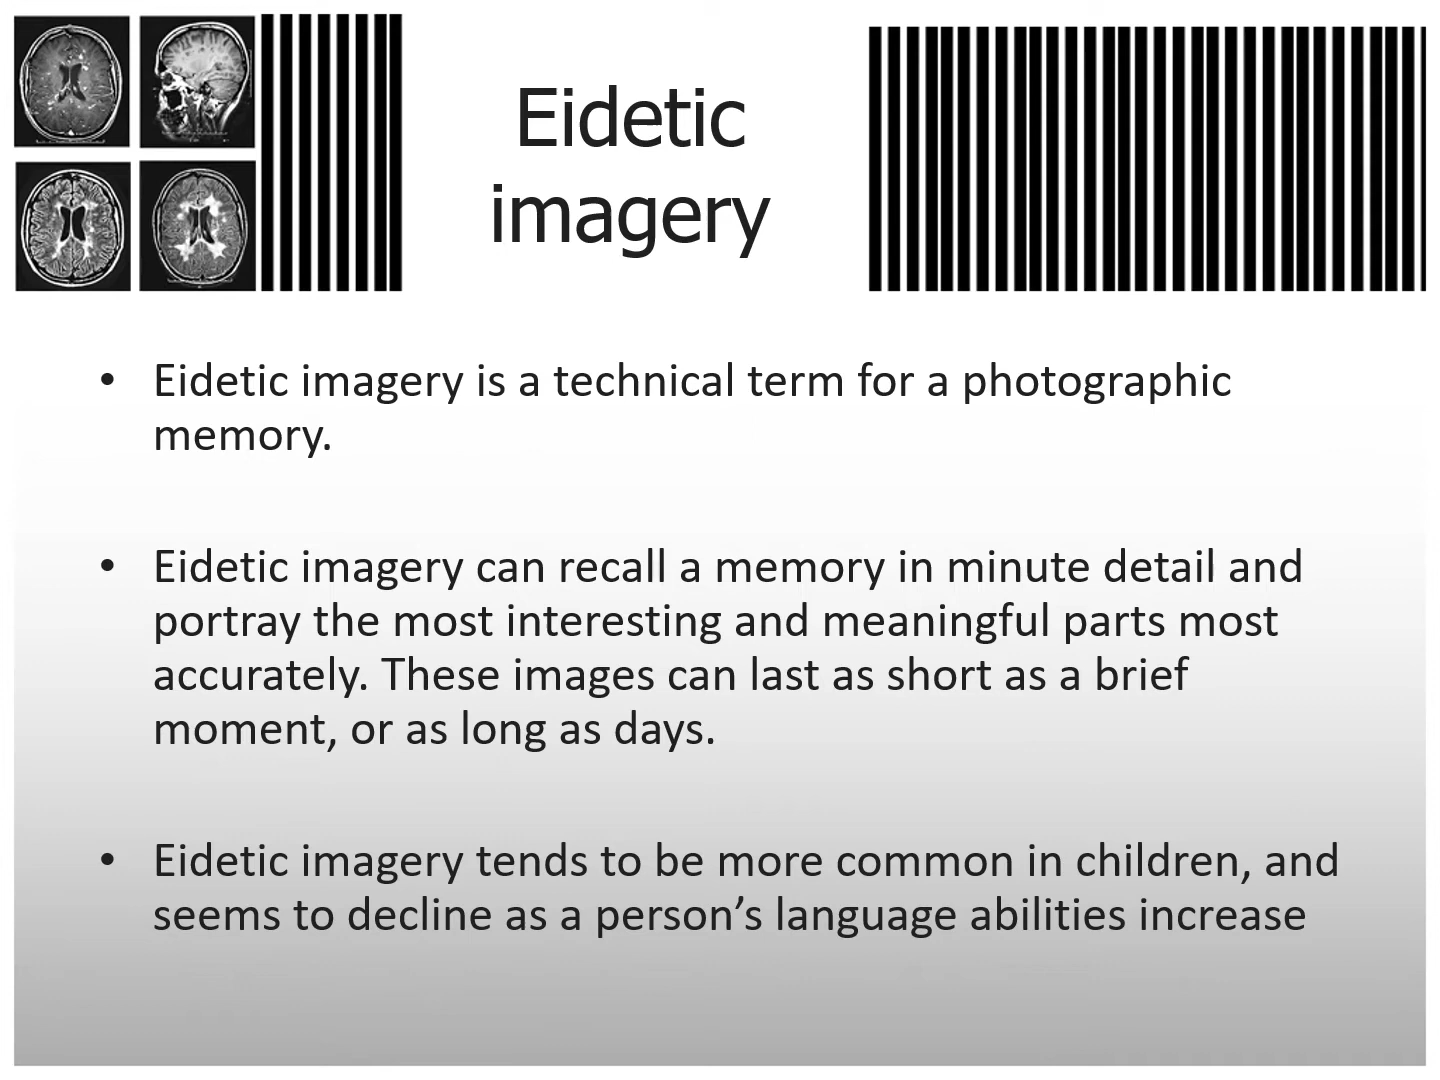 Eidetic
imagery
• Eidetic imagery is a technical term for a photographic
memory.
• Eidetic imagery can recall a memory in minute detail and
portray the most interesting and meaningful parts most
accurately. These images can last as short as a brief
moment, or as long as days.
• Eidetic imagery tends to be more common in children, and
seems to decline as a person’s language abilities increase